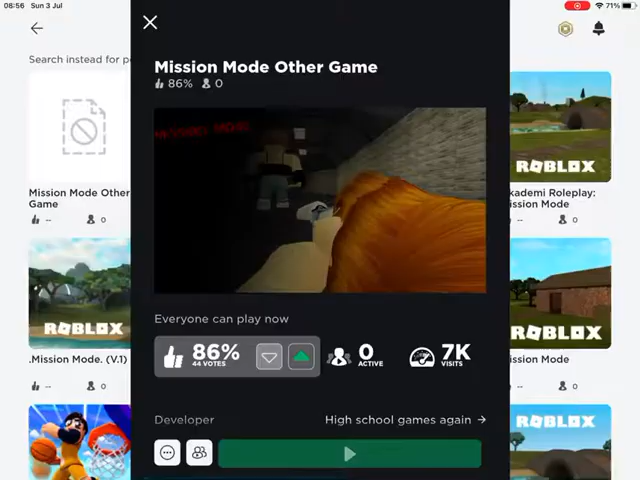 08:56 Sun 3 Jul
71%
Search instead for p
Mission Mode Other Game
86% 0
MISSION MODE
ROBLOX
Mission Mode Other
Game
-- 0
kademi Roleplay:
ission Mode
-- 0
Everyone can play now
86%
44 VOTES
0
ACTIVE
7K
VISITS
ROBLOX
ROBLOX
.Mission Mode. (V.1)
ission Mode
-- 0
-- 0
Developer
High school games again →
ROBLOX